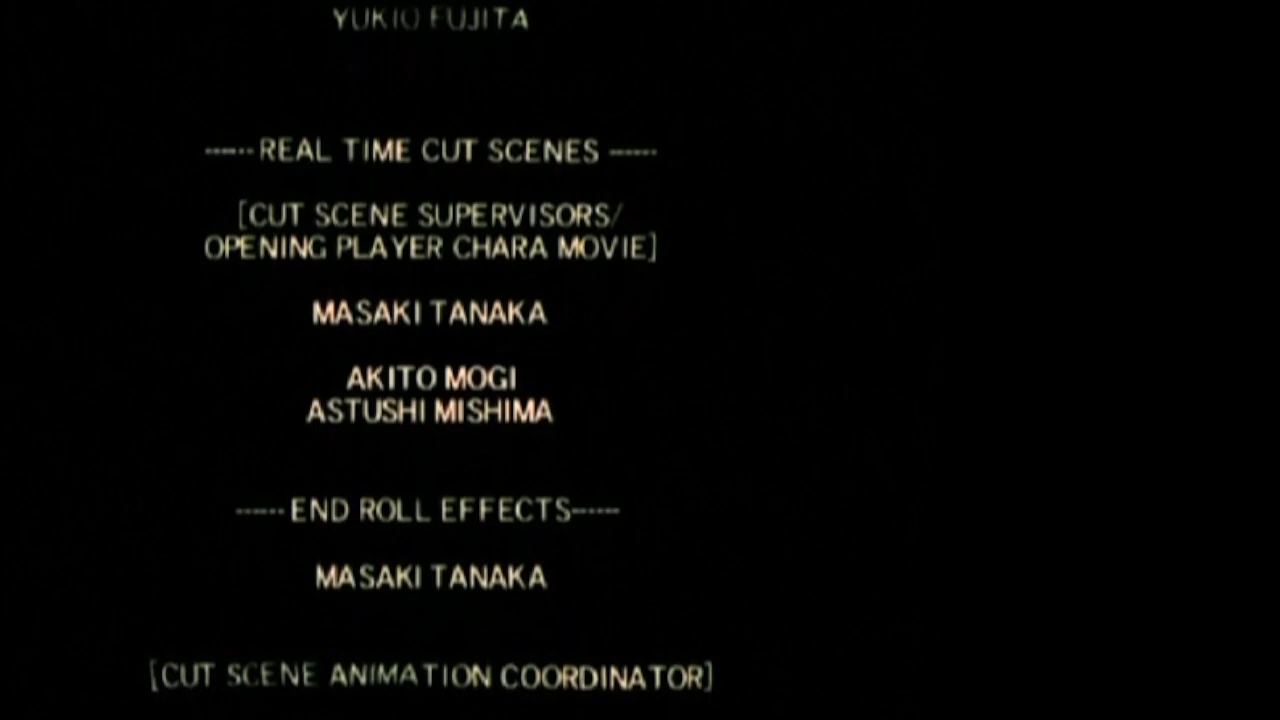 YUKIO FUJITA
------REAL TIME CUT SCENES ------
[CUT SCENE SUPERVISORS/
OPENING PLAYER CHARA MOVIE]
MASAKI TANAKA
AKITO MOGI
ASTUSHI MISHIMA
------END ROLL EFFECTS------
MASAKI TANAKA
[CUT SCENE ANIMATION COORDINATOR]